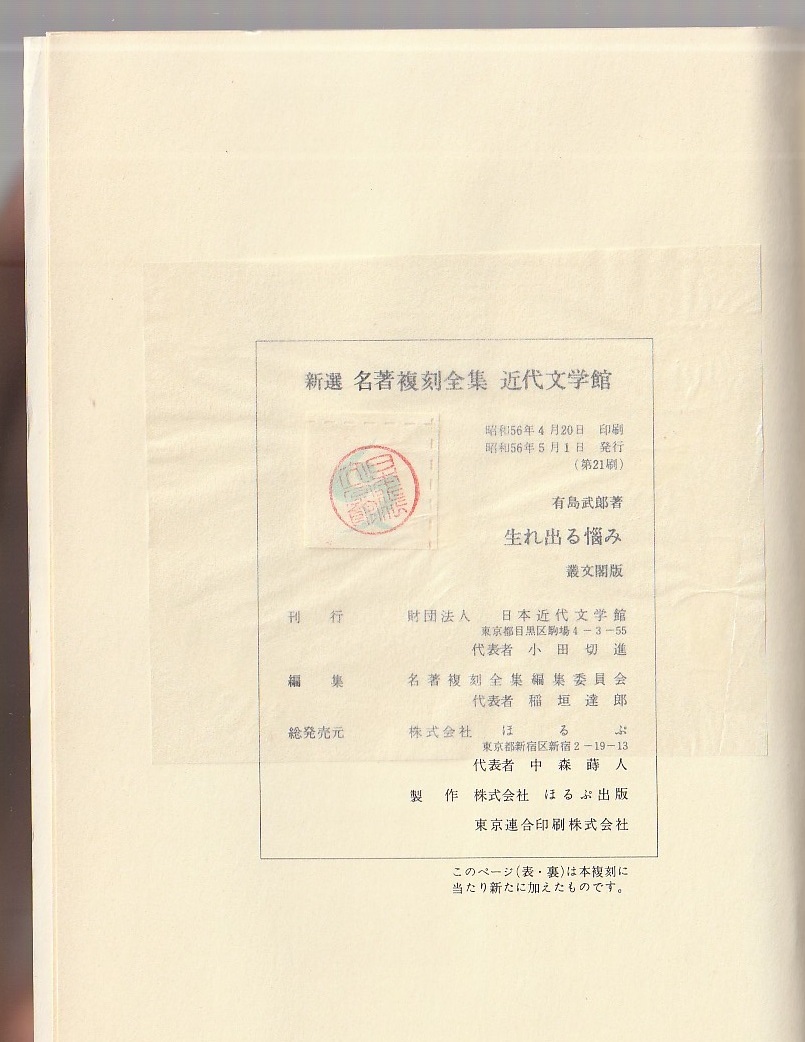 新選 名著複刻全集 近代文学館
昭和56年4月20日 印刷
昭和56年5月1日 発行
(第21刷)
有島武郎著
生れ出る悩み
叢文閣版
刊行 財団法人 日本近代文学館
東京都目黒区駒場4-3-55
代表者 小田切進
編集 名著複刻全集編集委員会
代表者 稲垣達郎
総発売元 株式会社 ほるぷ
東京都新宿区新宿2-19-13
代表者 中森蒔人
製作 株式会社 ほるぷ出版
東京連合印刷株式会社
このページ(表・裏)は本複刻に
当たり新たに加えたものです。